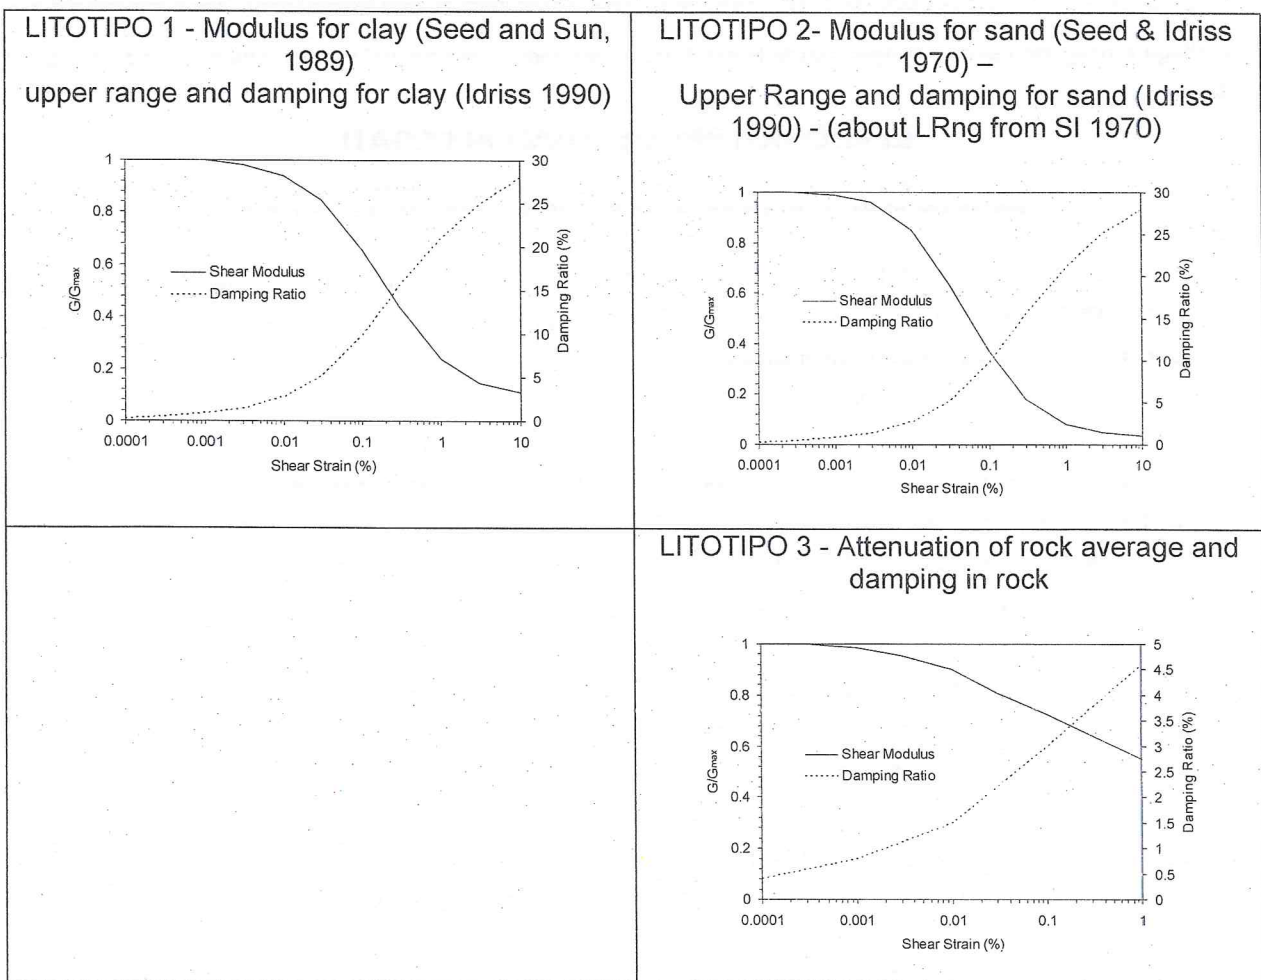 LITOTIPO 1 - Modulus for clay (Seed and Sun,
1989)
upper range and damping for clay (Idriss 1990)
1
0.8
0.6
0.4
0.2
0
G/Gmax
30
25
20
15
10
5
0
Damping Ratio (%)
Shear Modulus
Damping Ratio
0.0001 0.001 0.01 0.1 1 10
Shear Strain (%)
LITOTIPO 2- Modulus for sand (Seed & Idriss
1970) –
Upper Range and damping for sand (Idriss
1990) - (about LRng from SI 1970)
1
0.8
0.6
0.4
0.2
0
G/Gmax
30
25
20
15
10
5
0
Damping Ratio (%)
Shear Modulus
Damping Ratio
0.0001 0.001 0.01 0.1 1 10
Shear Strain (%)
LITOTIPO 3 - Attenuation of rock average and
damping in rock
1
0.8
0.6
0.4
0.2
0
G/Gmax
5
4.5
4
3.5
3
2.5
2
1.5
1
0.5
0
Damping Ratio (%)
Shear Modulus
Damping Ratio
0.0001 0.001 0.01 0.1 1
Shear Strain (%)